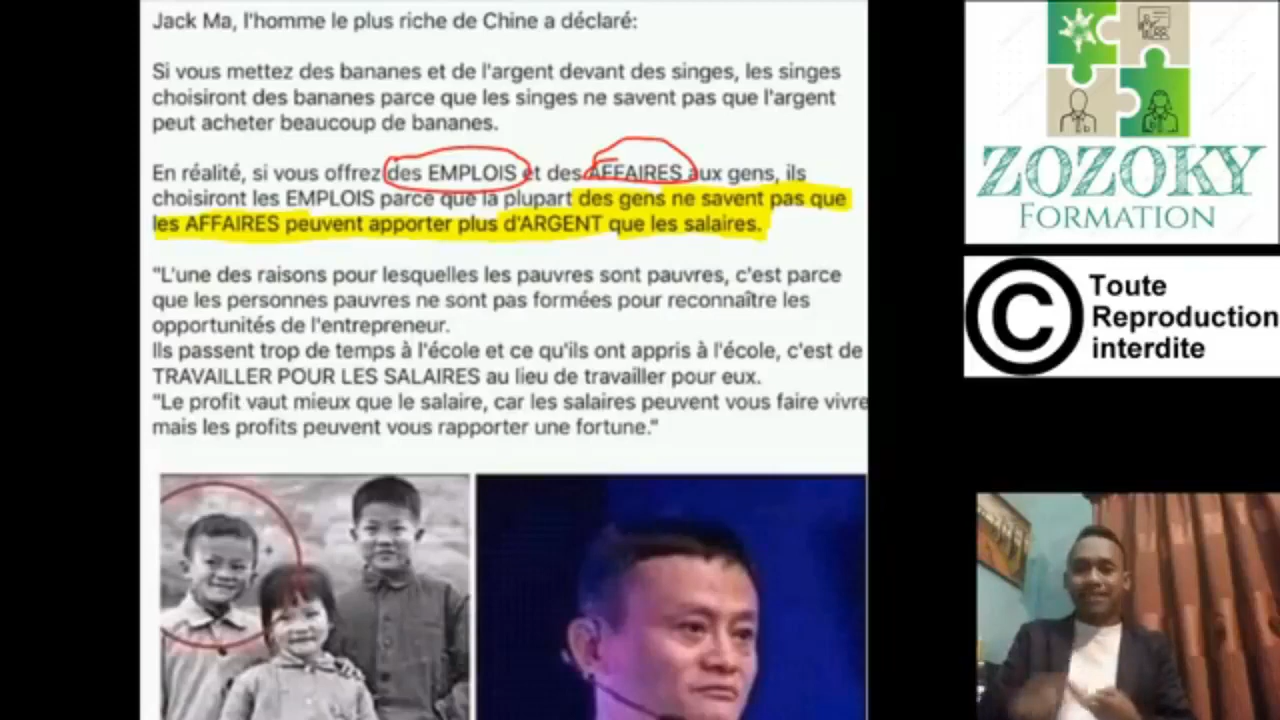 Jack Ma, l'homme le plus riche de Chine a déclaré:
Si vous mettez des bananes et de l'argent devant des singes, les singes
choisiront des bananes parce que les singes ne savent pas que l'argent
peut acheter beaucoup de bananes.
En réalité, si vous offrez des EMPLOIS et des AFFAIRES aux gens, ils
choisiront les EMPLOIS parce que la plupart des gens ne savent pas que
les AFFAIRES peuvent apporter plus d'ARGENT que les salaires.
"L'une des raisons pour lesquelles les pauvres sont pauvres, c'est parce
que les personnes pauvres ne sont pas formées pour reconnaître les
opportunités de l'entrepreneur.
Ils passent trop de temps à l'école et ce qu'ils ont appris à l'école, c'est de
TRAVAILLER POUR LES SALAIRES au lieu de travailler pour eux.
"Le profit vaut mieux que le salaire, car les salaires peuvent vous faire vivre
mais les profits peuvent vous rapporter une fortune."
ZOZOKY
FORMATION
©
Toute
Reproduction
interdite